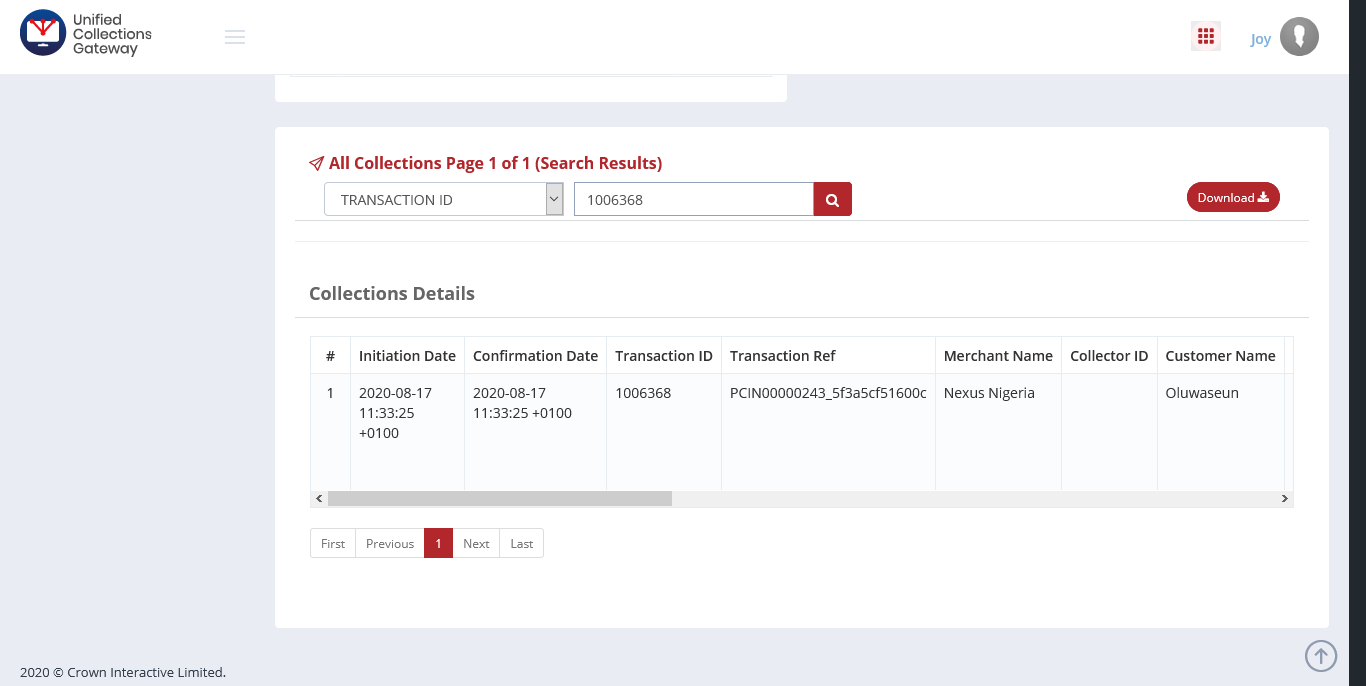 Unified
Collections
Gateway
Joy
All Collections Page 1 of 1 (Search Results)
TRANSACTION ID 1006368 Download
Collections Details
# Initiation Date Confirmation Date Transaction ID Transaction Ref Merchant Name Collector ID Customer Name
1 2020-08-17 2020-08-17 1006368 PCIN00000243_5f3a5cf51600c Nexus Nigeria Oluwaseun
11:33:25 11:33:25 +0100
+0100
First Previous 1 Next Last
2020 © Crown Interactive Limited.